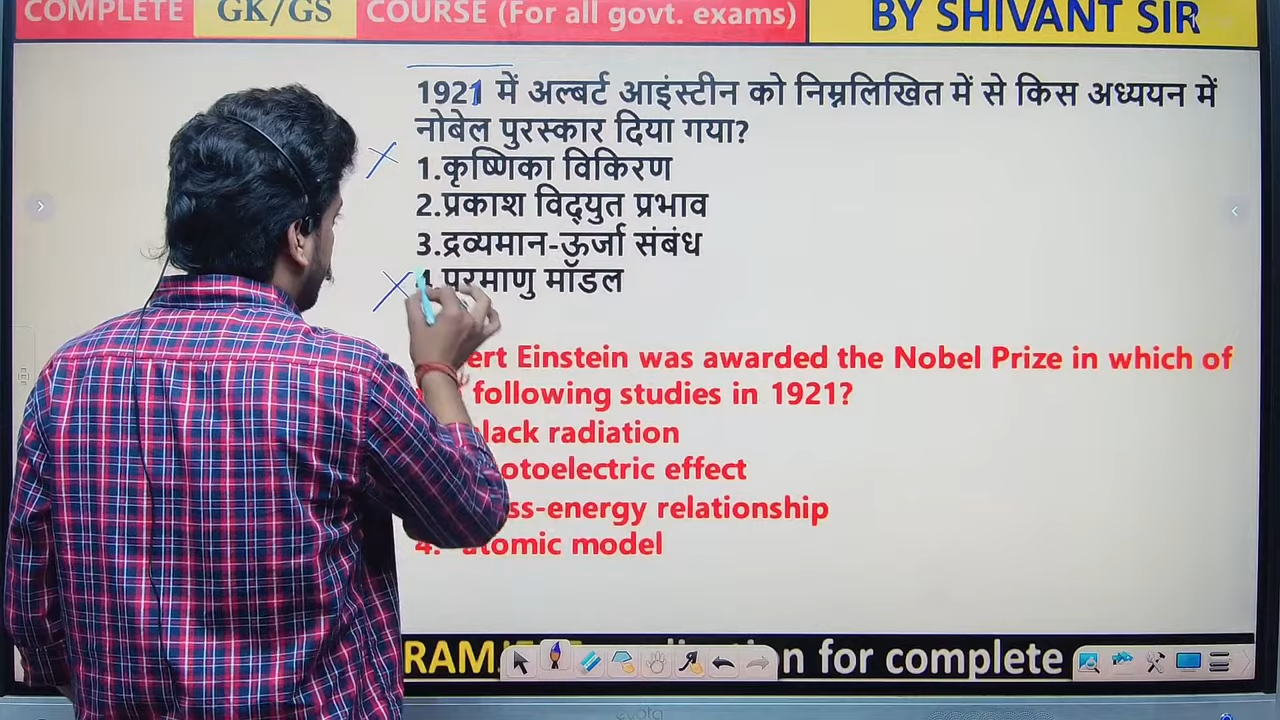 COMPLETE GK/GS COURSE (For all govt. exams) BY SHIVANT SIR
1921 में अल्बर्ट आइंस्टीन को निम्नलिखित में से किस अध्ययन में
नोबेल पुरस्कार दिया गया?
1.कृष्णिका विकिरण
2.प्रकाश विद्युत प्रभाव
3.द्रव्यमान-ऊर्जा संबंध
4.परमाणु मॉडल
ert Einstein was awarded the Nobel Prize in which of
following studies in 1921?
lack radiation
otoelectric effect
ss-energy relationship
4. atomic model
RAM n for complete